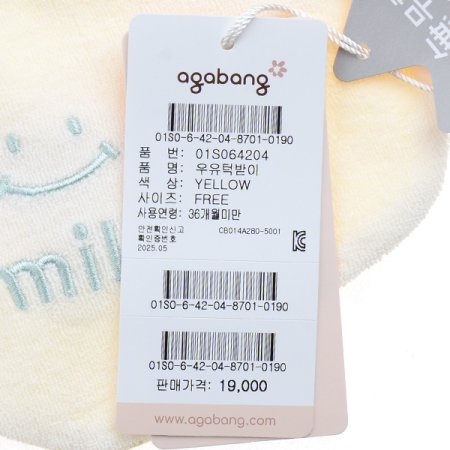 agabang
01S0-6-42-04-8701-0190
품 번: 01S064204
품 명: 우유턱받이
색 상: YELLOW
사이즈: FREE
사용연령: 36개월미만
안전확인신고
확인증번호 CB014A280-5001
2025.05
01S0-6-42-04-8701-0190
01S0-6-42-04-8701-0190
판매가격: 19,000
www.agabang.com
mil